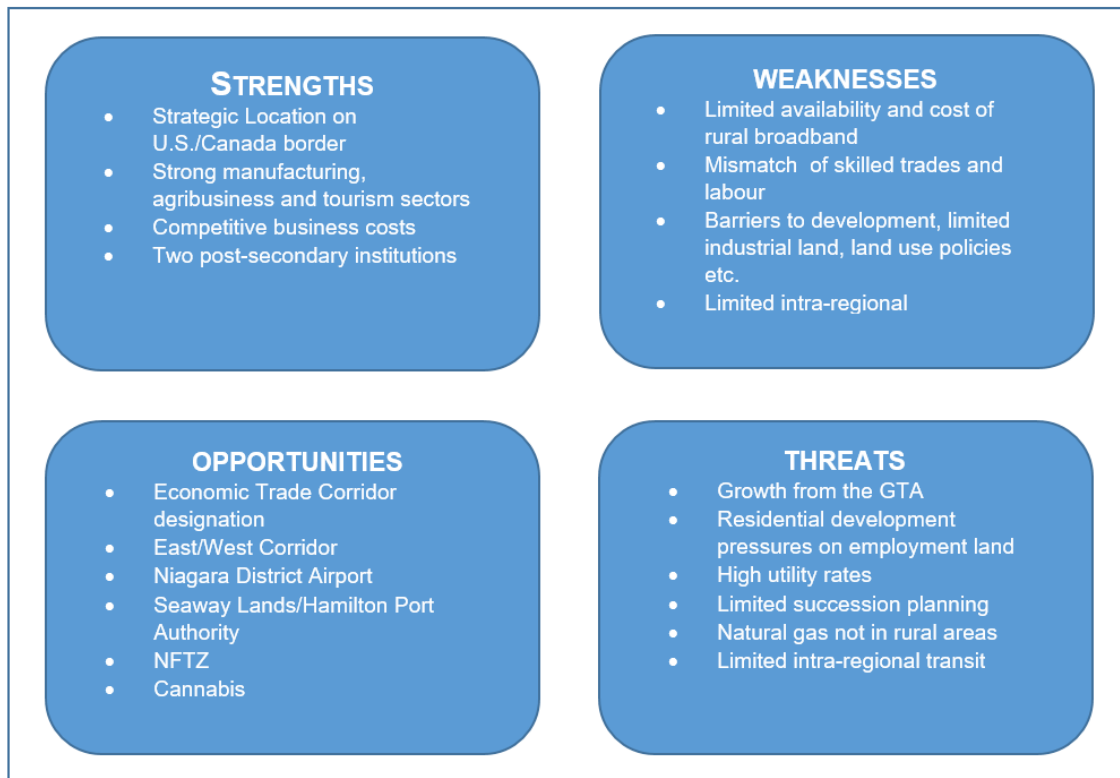 STRENGTHS
• Strategic Location on
U.S./Canada border
• Strong manufacturing,
agribusiness and tourism sectors
• Competitive business costs
• Two post-secondary institutions
WEAKNESSES
• Limited availability and cost of
rural broadband
• Mismatch of skilled trades and
labour
• Barriers to development, limited
industrial land, land use policies
etc.
• Limited intra-regional
OPPORTUNITIES
• Economic Trade Corridor
designation
• East/West Corridor
• Niagara District Airport
• Seaway Lands/Hamilton Port
Authority
• NFTZ
• Cannabis
THREATS
• Growth from the GTA
• Residential development
pressures on employment land
• High utility rates
• Limited succession planning
• Natural gas not in rural areas
• Limited intra-regional transit